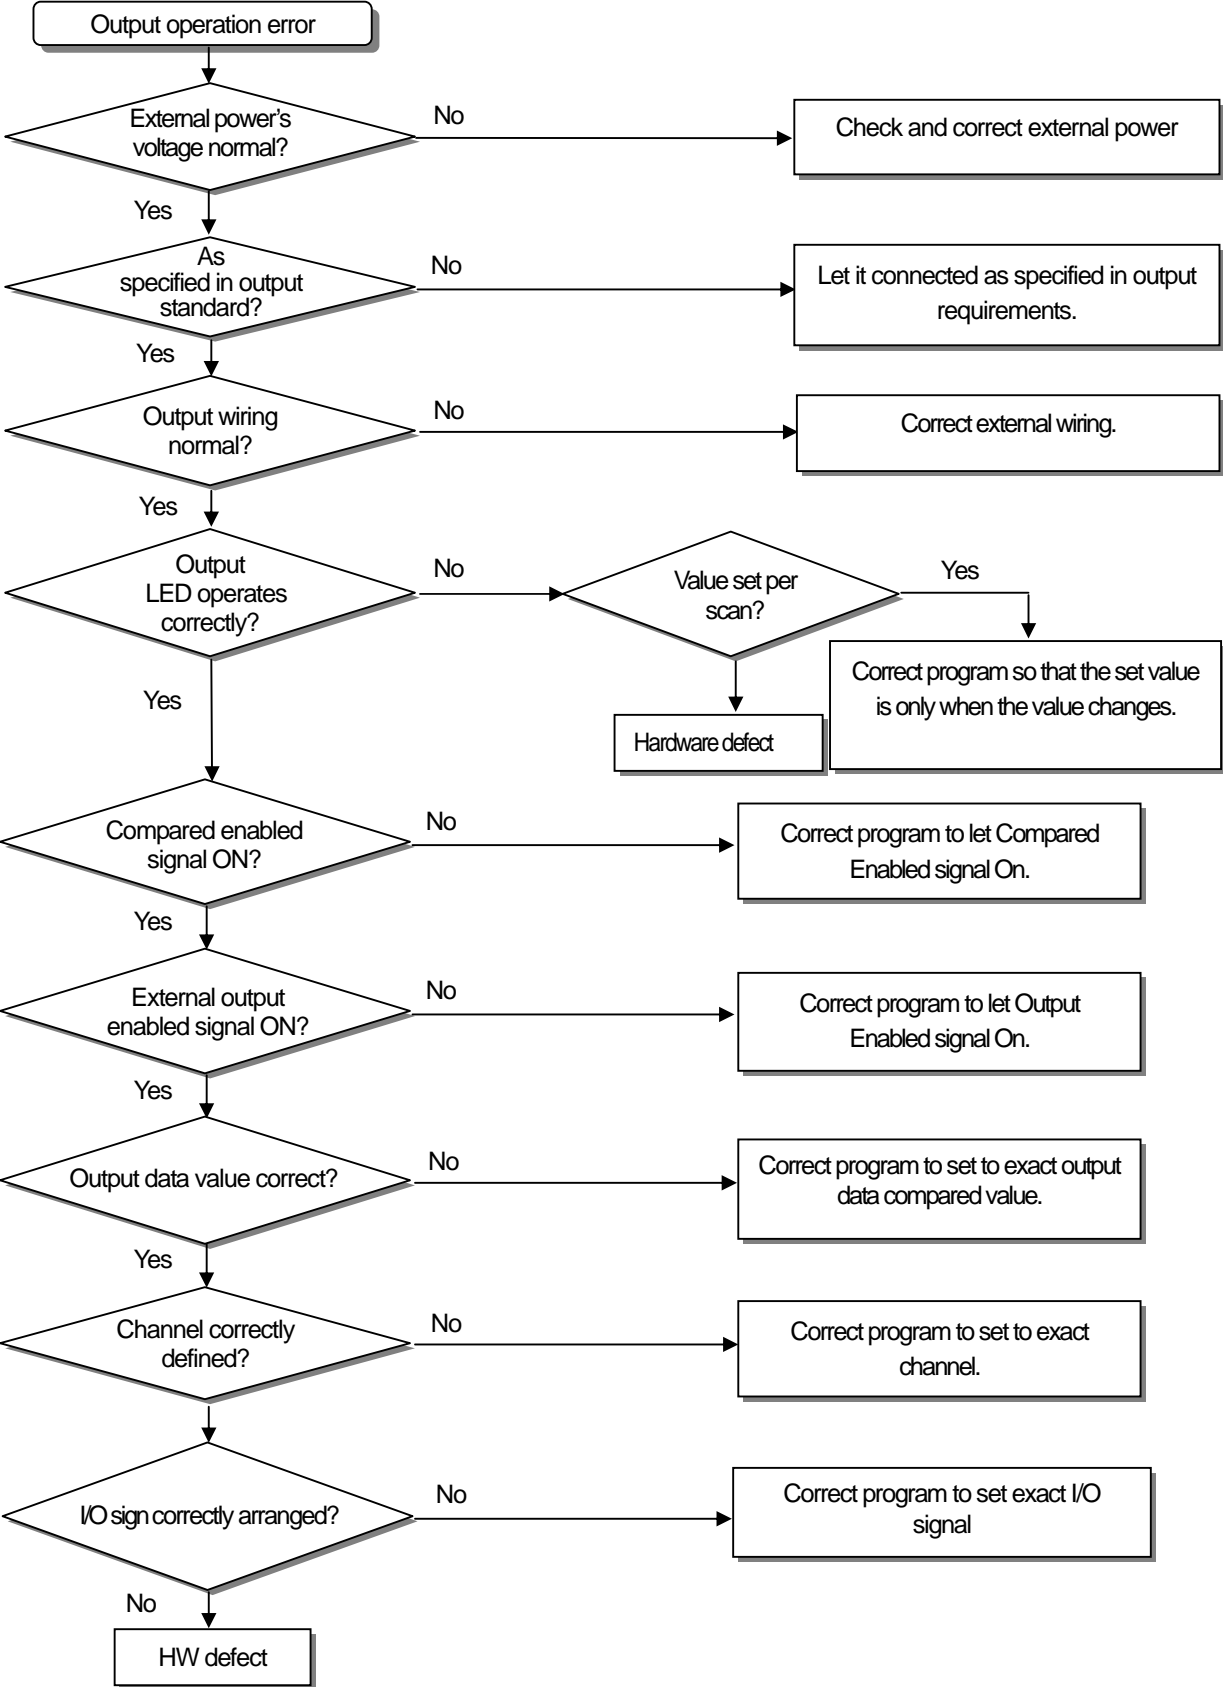 Output operation error
External power's
voltage normal?
No
Check and correct external power
Yes
As
specified in output
standard?
No
Let it connected as specified in output
requirements.
Yes
Output wiring
normal?
No
Correct external wiring.
Yes
Output
LED operates
correctly?
No
Value set per
scan?
Yes
Correct program so that the set value
is only when the value changes.
Hardware defect
Yes
Compared enabled
signal ON?
No
Correct program to let Compared
Enabled signal On.
Yes
External output
enabled signal ON?
No
Correct program to let Output
Enabled signal On.
Yes
Output data value correct?
No
Correct program to set to exact output
data compared value.
Yes
Channel correctly
defined?
No
Correct program to set to exact
channel.
I/O sign correctly arranged?
No
Correct program to set exact I/O
signal
No
HW defect